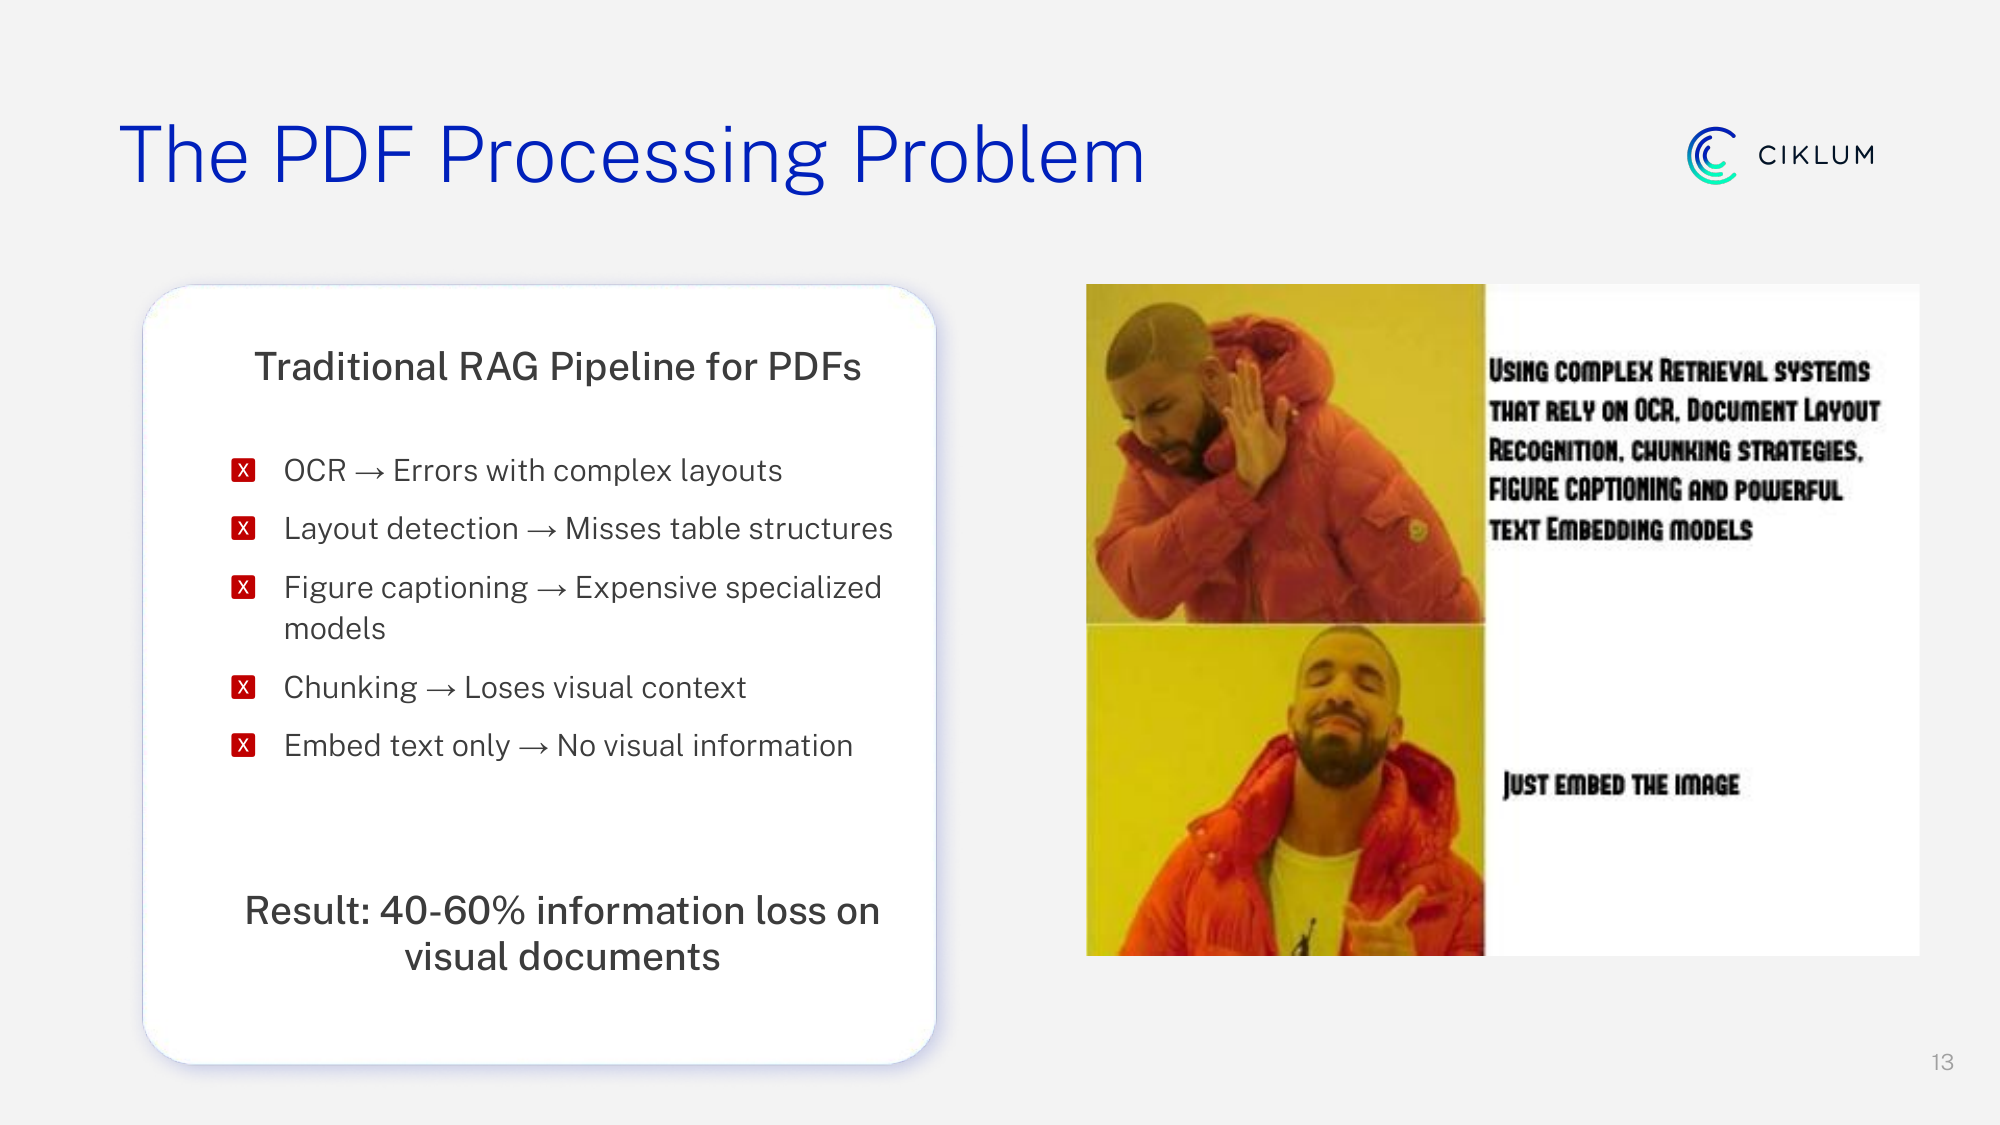 The PDF Processing Problem
CIKLUM
Traditional RAG Pipeline for PDFs
X OCR → Errors with complex layouts
X Layout detection → Misses table structures
X Figure captioning → Expensive specialized
models
X Chunking → Loses visual context
X Embed text only → No visual information
Result: 40-60% information loss on
visual documents
Using complex Retrieval systems
that rely on OCR, Document Layout
Recognition, chunking strategies,
figure captioning and powerful
text Embedding models
Just embed the image
13